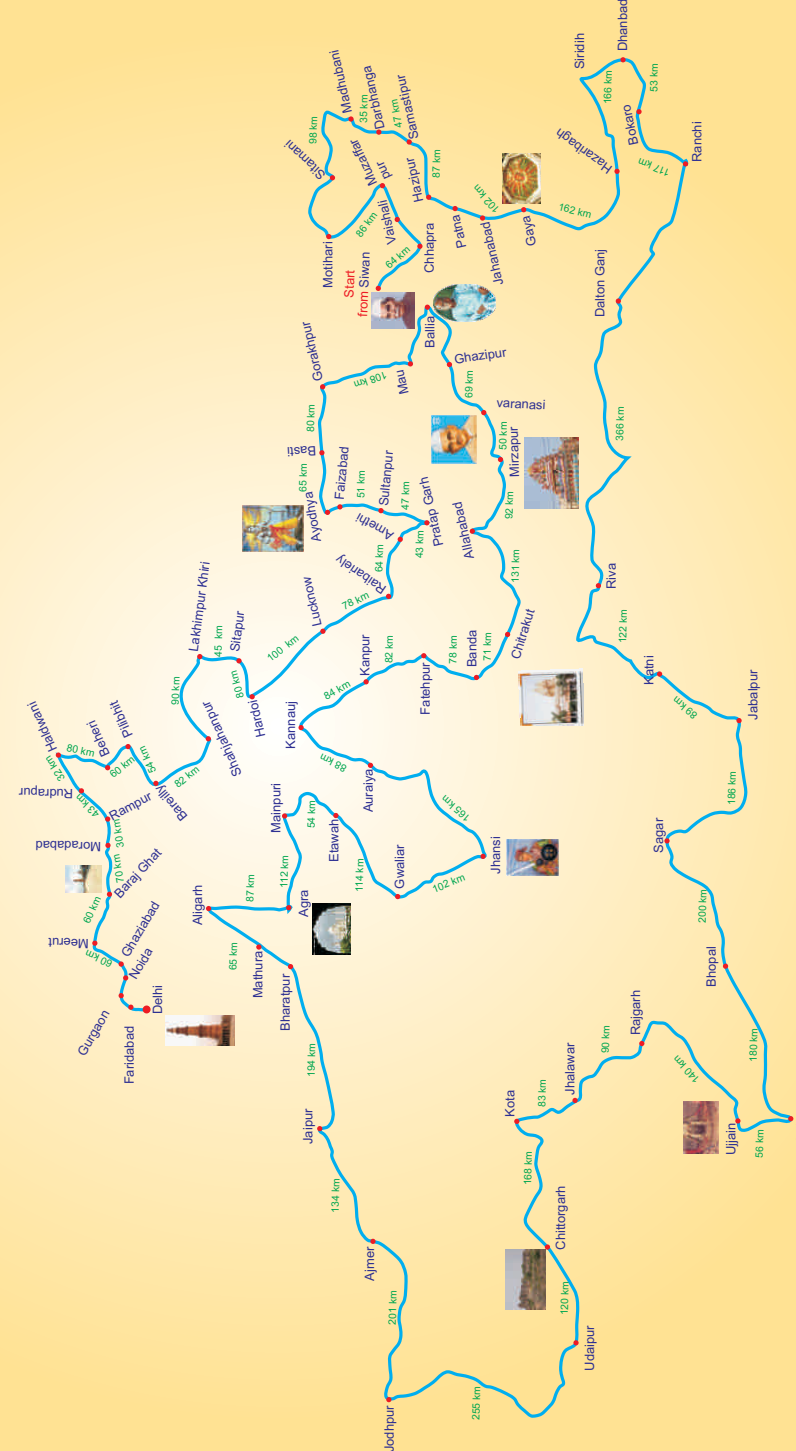 Start
from Siwan
64 km
Chhapra
Vaishali
Muzaffar
pur
86 km
Motihari
Sitamani
98 km
Madhubani
35 km
Darbhanga
47 km
Samastipur
87 km
Hazipur
Patna
Jahanabad
102 km
Gaya
162 km
Hazaribagh
166 km
Siridih
Dhanbad
53 km
Bokaro
117 km
Ranchi
Dalton Ganj
366 km
Riva
122 km
Katni
89 km
Jabalpur
186 km
Sagar
200 km
Bhopal
180 km
56 km
Ujjain
140 km
Rajgarh
90 km
Jhalawar
83 km
Kota
168 km
Chittorgarh
120 km
Udaipur
255 km
Jodhpur
201 km
Ajmer
134 km
Jaipur
194 km
Bharatpur
Mathura
65 km
Aligarh
87 km
Agra
112 km
Mainpuri
54 km
Etawah
114 km
Gwaliar
102 km
Jhansi
165 km
Auraiya
88 km
Kannauj
84 km
Kanpur
82 km
Fatehpur
78 km
Banda
71 km
Chitrakut
131 km
Allahabad
92 km
Mirzapur
50 km
varanasi
69 km
Ghazipur
Ballia
Mau
108 km
Gorakhpur
80 km
Basti
65 km
Ayodhya
Faizabad
51 km
Sultanpur
47 km
Pratap Garh
43 km
Amethi
64 km
Raibarely
78 km
Lucknow
100 km
Hardoi
80 km
Sitapur
45 km
Lakhimpur Khiri
90 km
Shahjahanpur
82 km
Bareilly
54 km
Pilibhit
60 km
Beheri
80 km
Haldwani
32 km
Rudrapur
43 km
Rampur
30 km
Moradabad
70 km
Baraj Ghat
60 km
Meerut
60 km
Ghaziabad
Noida
Gurgaon
Faridabad
Delhi